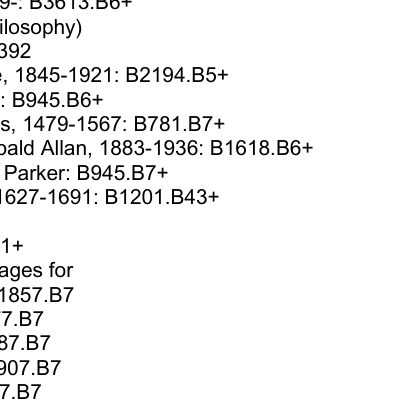 9-: B3613.B6+
ilosophy)
392
e, 1845-1921: B2194.B5+
: B945.B6+
s, 1479-1567: B781.B7+
bald Allan, 1883-1936: B1618.B6+
Parker: B945.B7+
1627-1691: B1201.B43+
1+
ages for
1857.B7
7.B7
87.B7
907.B7
7.B7